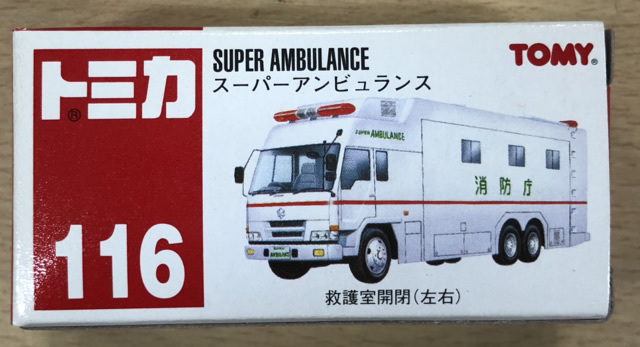 トミカ®
116
SUPER AMBULANCE
スーパーアンビュランス
TOMY®
SUPER AMBULANCE
消防庁
救護室開閉(左右)